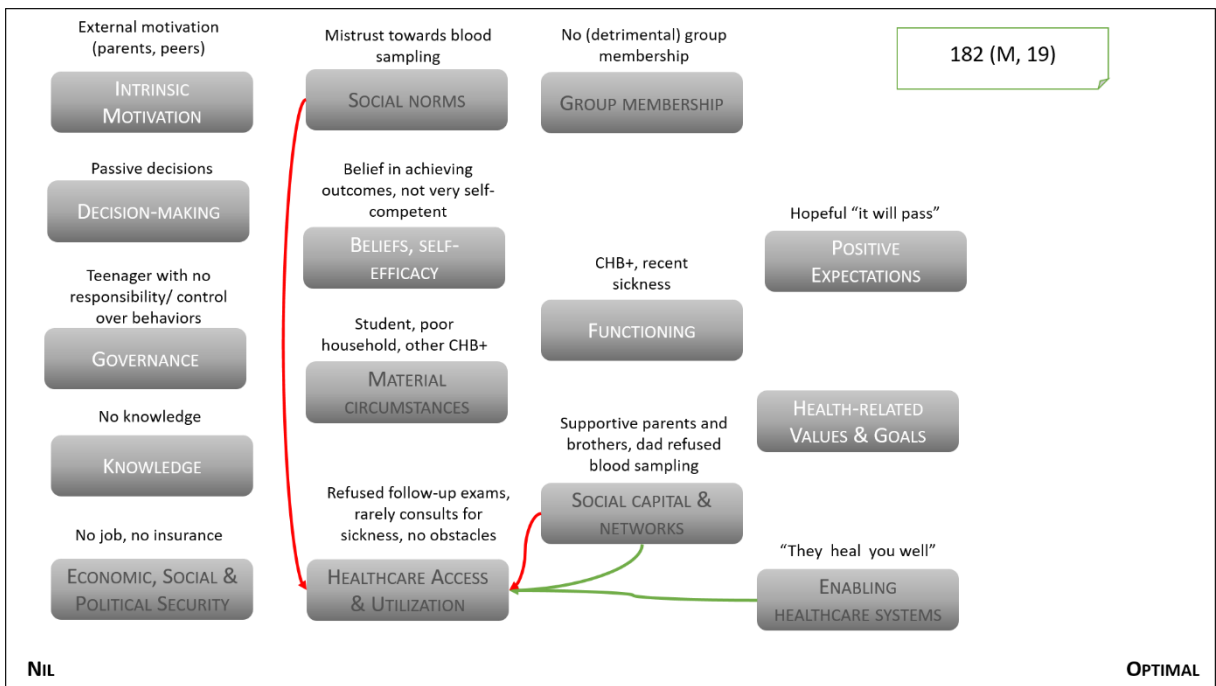 External motivation
(parents, peers)
INTRINSIC
MOTIVATION
Passive decisions
DECISION-MAKING
Teenager with no
responsibility/ control
over behaviors
GOVERNANCE
No knowledge
KNOWLEDGE
No job, no insurance
ECONOMIC, SOCIAL &
POLITICAL SECURITY
Mistrust towards blood
sampling
SOCIAL NORMS
Belief in achieving
outcomes, not very self-
competent
BELIEFS, SELF-
EFFICACY
Student, poor
household, other CHB+
MATERIAL
CIRCUMSTANCES
Refused follow-up exams,
rarely consults for
sickness, no obstacles
HEALTHCARE ACCESS
& UTILIZATION
No (detrimental) group
membership
GROUP MEMBERSHIP
CHB+, recent
sickness
FUNCTIONING
Supportive parents and
brothers, dad refused
blood sampling
SOCIAL CAPITAL &
NETWORKS
182 (M, 19)
Hopeful “it will pass”
POSITIVE
EXPECTATIONS
HEALTH-RELATED
VALUES & GOALS
“They heal you well”
ENABLING
HEALTHCARE SYSTEMS
NIL
OPTIMAL